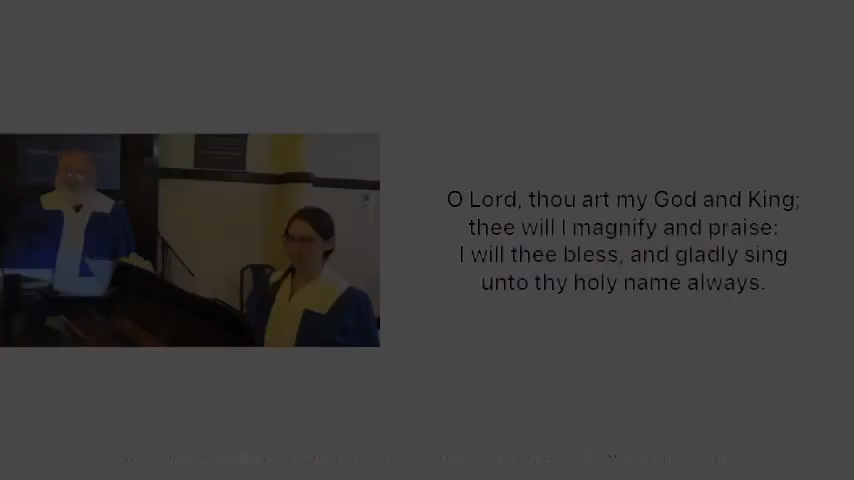 O Lord, thou art my God and King;
thee will I magnify and praise:
I will thee bless, and gladly sing
unto thy holy name always.